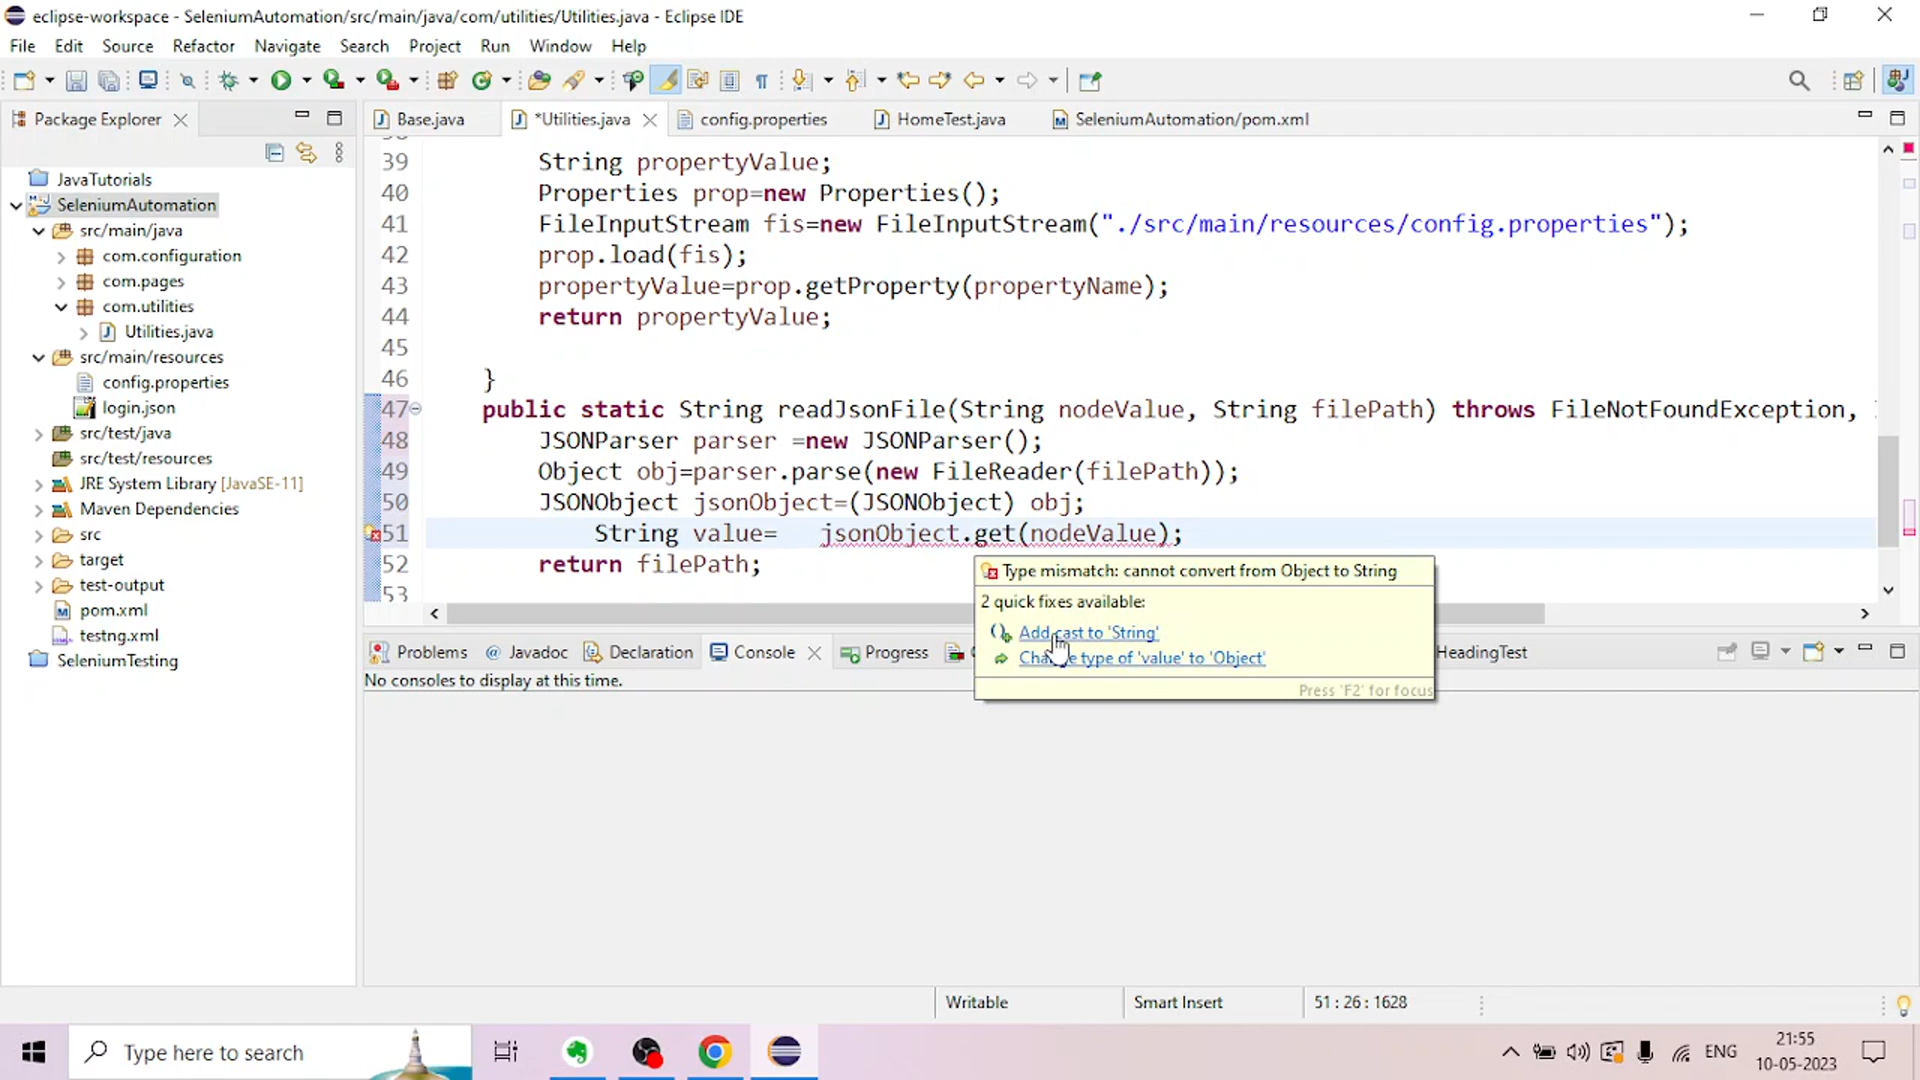 eclipse-workspace - SeleniumAutomation/src/main/java/com/utilities/Utilities.java - Eclipse IDE
File Edit Source Refactor Navigate Search Project Run Window Help
Package Explorer
Base.java *Utilities.java config.properties HomeTest.java SeleniumAutomation/pom.xml
JavaTutorials
SeleniumAutomation
src/main/java
com.configuration
com.pages
com.utilities
Utilities.java
src/main/resources
config.properties
login.json
src/test/java
src/test/resources
JRE System Library [JavaSE-11]
Maven Dependencies
src
target
test-output
pom.xml
testng.xml
SeleniumTesting
39 String propertyValue;
40 Properties prop=new Properties();
41 FileInputStream fis=new FileInputStream("./src/main/resources/config.properties");
42 prop.load(fis);
43 propertyValue=prop.getProperty(propertyName);
44 return propertyValue;
45
46 }
47 public static String readJsonFile(String nodeValue, String filePath) throws FileNotFoundException,
48 JSONParser parser =new JSONParser();
49 Object obj=parser.parse(new FileReader(filePath));
50 JSONObject jsonObject=(JSONObject) obj;
51 String value= jsonObject.get(nodeValue);
52 return filePath;
53
Type mismatch: cannot convert from Object to String
2 quick fixes available:
Add cast to 'String'
Change type of 'value' to 'Object'
Press 'F2' for focus
Problems Javadoc Declaration Console Progress HeadingTest
No consoles to display at this time.
Writable Smart Insert 51 : 26 : 1628
Type here to search
ENG
21:55
10-05-2023